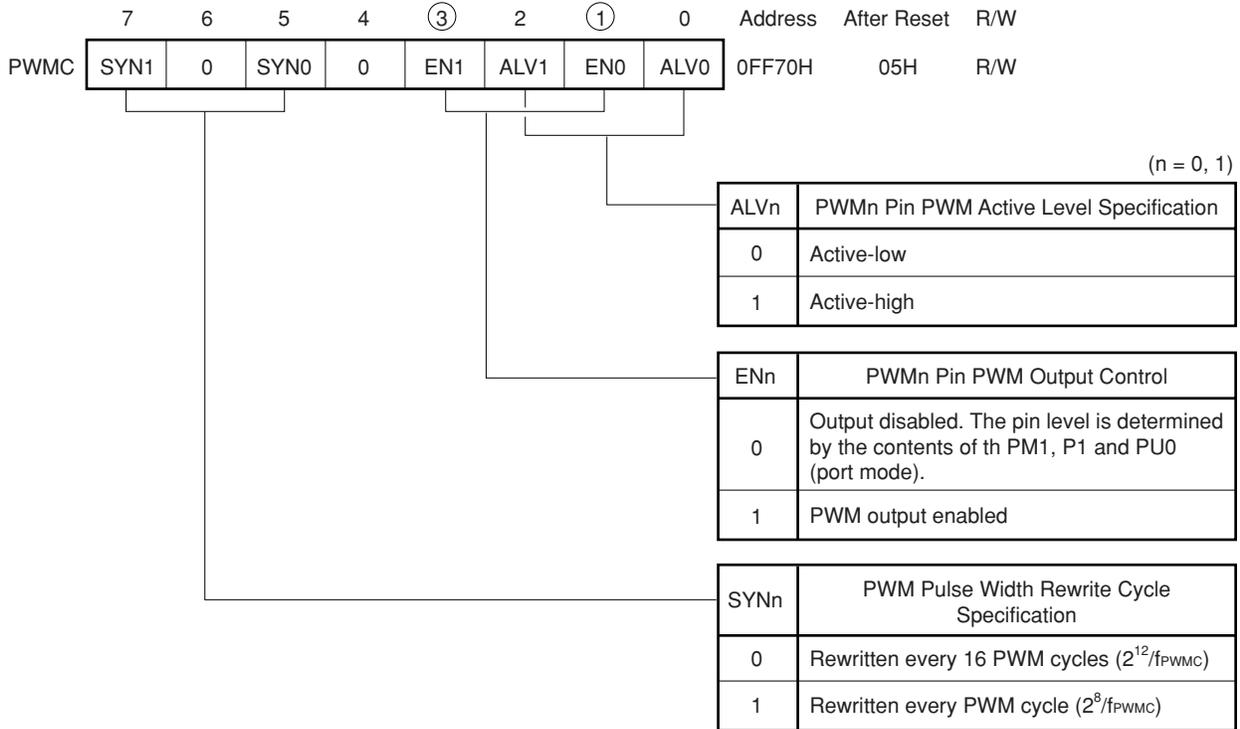 7 6 5 4 ③ 2 ① 0 Address After Reset R/W
PWMC SYN1 0 SYN0 0 EN1 ALV1 EN0 ALV0 0FF70H 05H R/W
(n = 0, 1)
ALVn PWMn Pin PWM Active Level Specification
0 Active-low
1 Active-high
ENn PWMn Pin PWM Output Control
0 Output disabled. The pin level is determined
by the contents of th PM1, P1 and PU0
(port mode).
1 PWM output enabled
SYNn PWM Pulse Width Rewrite Cycle
Specification
0 Rewritten every 16 PWM cycles (2¹²/fPWMC)
1 Rewritten every PWM cycle (2⁸/fPWMC)